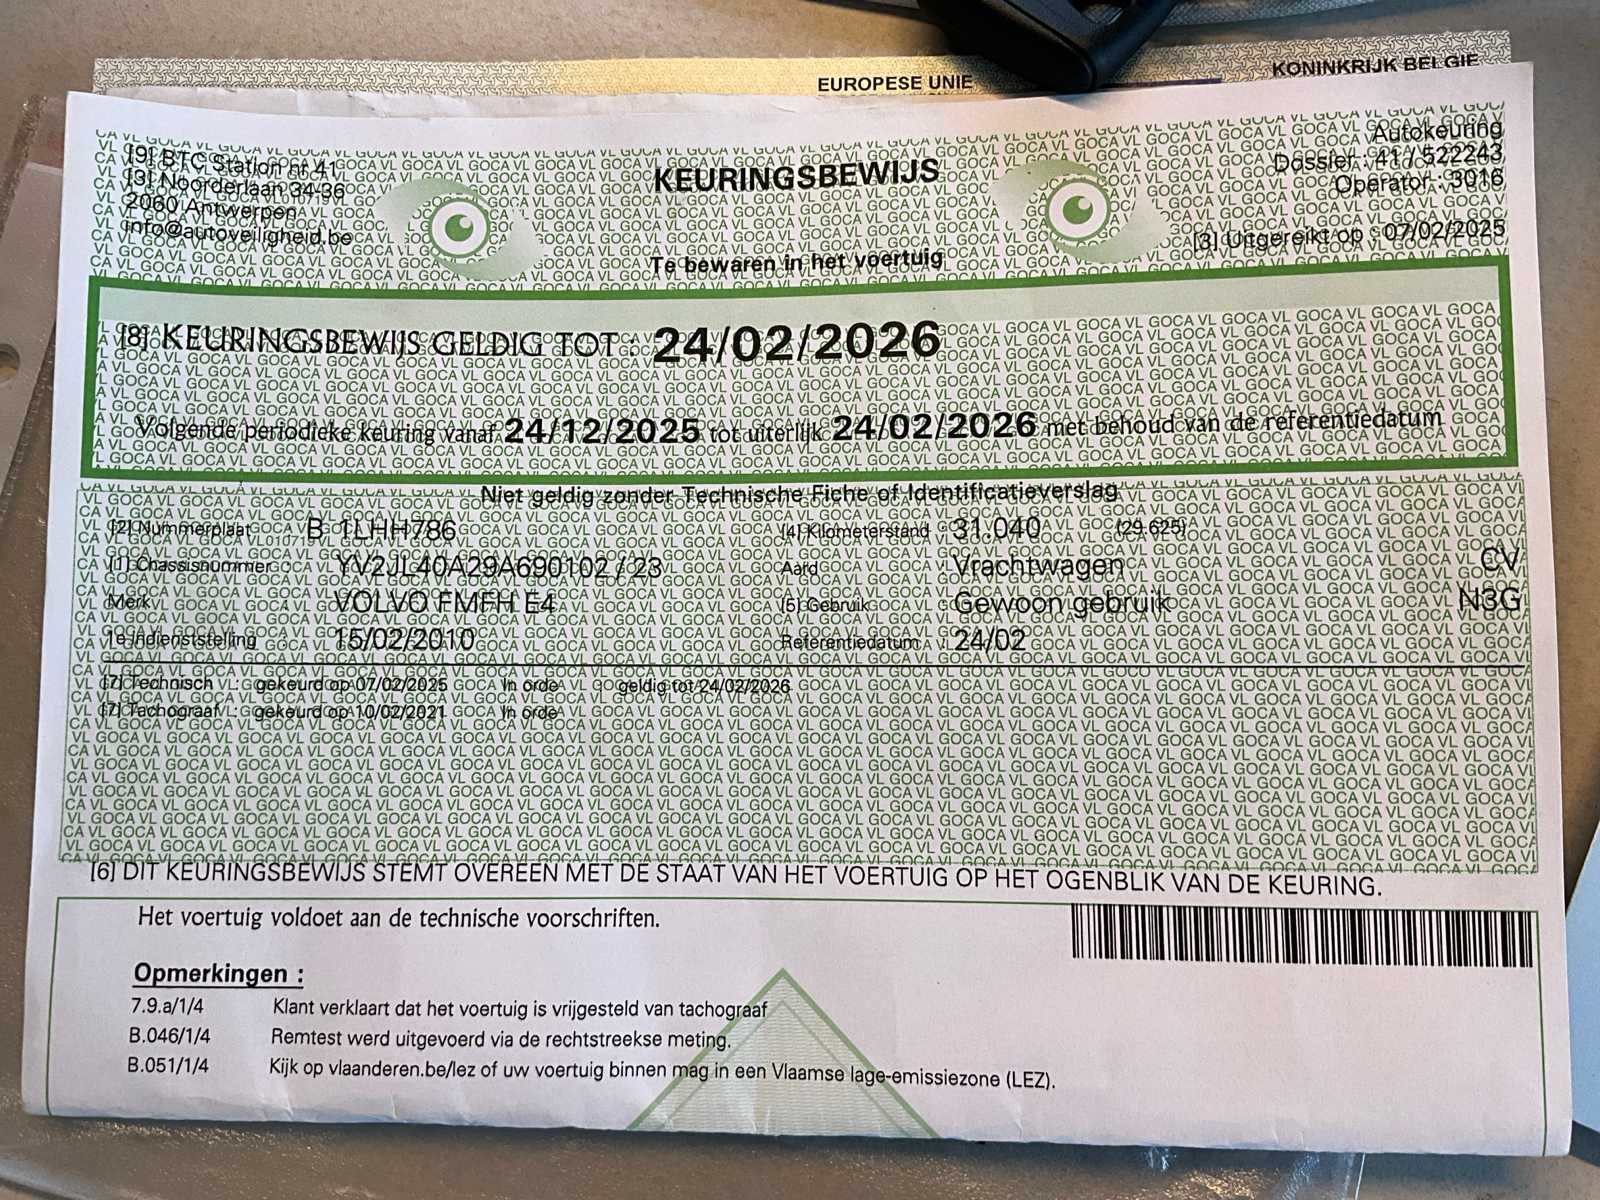 EUROPESE UNIE
KONINKRIJK BELGIE
[9] BTC Station nr 41
[3] Noorderlaan 34-36
2060 Antwerpen
info@autoveiligheid.be
KEURINGSBEWIJS
Te bewaren in het voertuig
Autokeuring
Dossier : 41 / 522243
Operator : 3016
[3] Uitgereikt op : 07/02/2025
[8] KEURINGSBEWIJS GELDIG TOT : 24/02/2026
Volgende periodieke keuring vanaf 24/12/2025 tot uiterlijk 24/02/2026 met behoud van de referentiedatum
Niet geldig zonder Technische Fiche of Identificatieverslag
[2] Nummerplaat : B 1LHH786 [4] Kilometerstand : 31.040 (29.625)
[1] Chassisnummer : YV2JL40A29A690102 / 23 Aard : Vrachtwagen CV
Merk : VOLVO FMFH E4 [5] Gebruik : Gewoon gebruik N3G
1e indienststelling : 15/02/2010 Referentiedatum : 24/02
[7] Technisch : gekeurd op 07/02/2025 In orde geldig tot 24/02/2026
[7] Tachograaf : gekeurd op 10/02/2021 In orde
[6] DIT KEURINGSBEWIJS STEMT OVEREEN MET DE STAAT VAN HET VOERTUIG OP HET OGENBLIK VAN DE KEURING.
Het voertuig voldoet aan de technische voorschriften.
Opmerkingen :
7.9.a/1/4 Klant verklaart dat het voertuig is vrijgesteld van tachograaf
B.046/1/4 Remtest werd uitgevoerd via de rechtstreekse meting.
B.051/1/4 Kijk op vlaanderen.be/lez of uw voertuig binnen mag in een Vlaamse lage-emissiezone (LEZ).